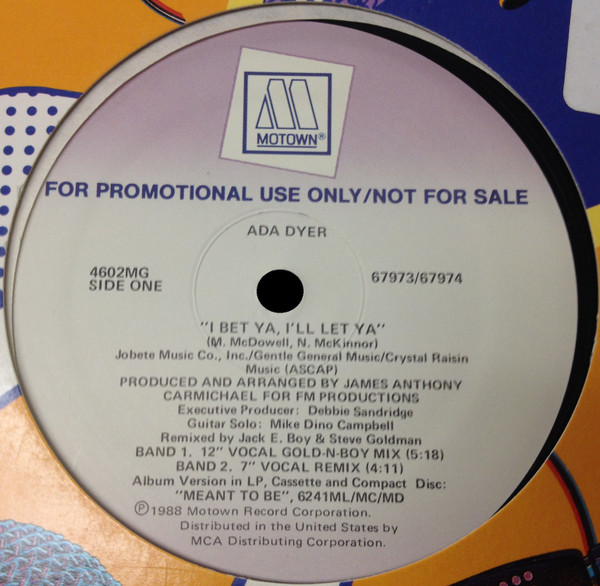 MOTOWN®
FOR PROMOTIONAL USE ONLY/NOT FOR SALE
ADA DYER
4602MG
SIDE ONE
67973/67974
"I BET YA, I'LL LET YA"
(M. McDowell, N. McKinnor)
Jobete Music Co., Inc./Gentle General Music/Crystal Raisin
Music (ASCAP)
PRODUCED AND ARRANGED BY JAMES ANTHONY
CARMICHAEL FOR FM PRODUCTIONS
Executive Producer: Debbie Sandridge
Guitar Solo: Mike Dino Campbell
Remixed by Jack E. Boy & Steve Goldman
BAND 1. 12" VOCAL GOLD-N-BOY MIX (5:18)
BAND 2. 7" VOCAL REMIX (4:11)
Album Version in LP, Cassette and Compact Disc:
"MEANT TO BE", 6241ML/MC/MD
℗1988 Motown Record Corporation.
Distributed in the United States by
MCA Distributing Corporation.